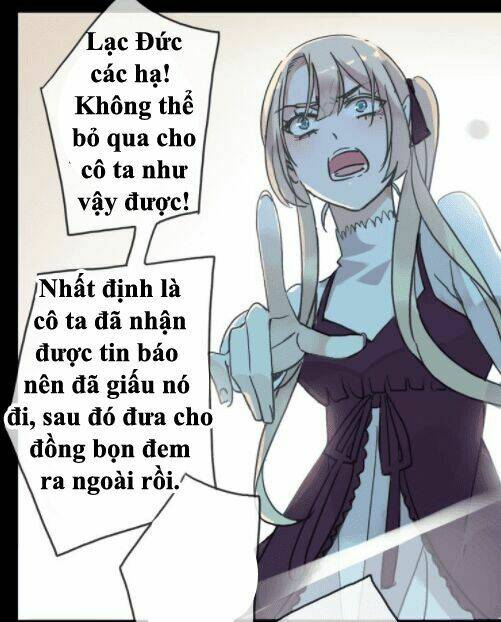 Lạc Đức
các hạ!
Không thể
bỏ qua cho
cô ta như
vậy được!
Nhất định là
cô ta đã nhận
được tin báo
nên đã giấu nó
đi, sau đó đưa cho
đồng bọn đem
ra ngoài rồi.